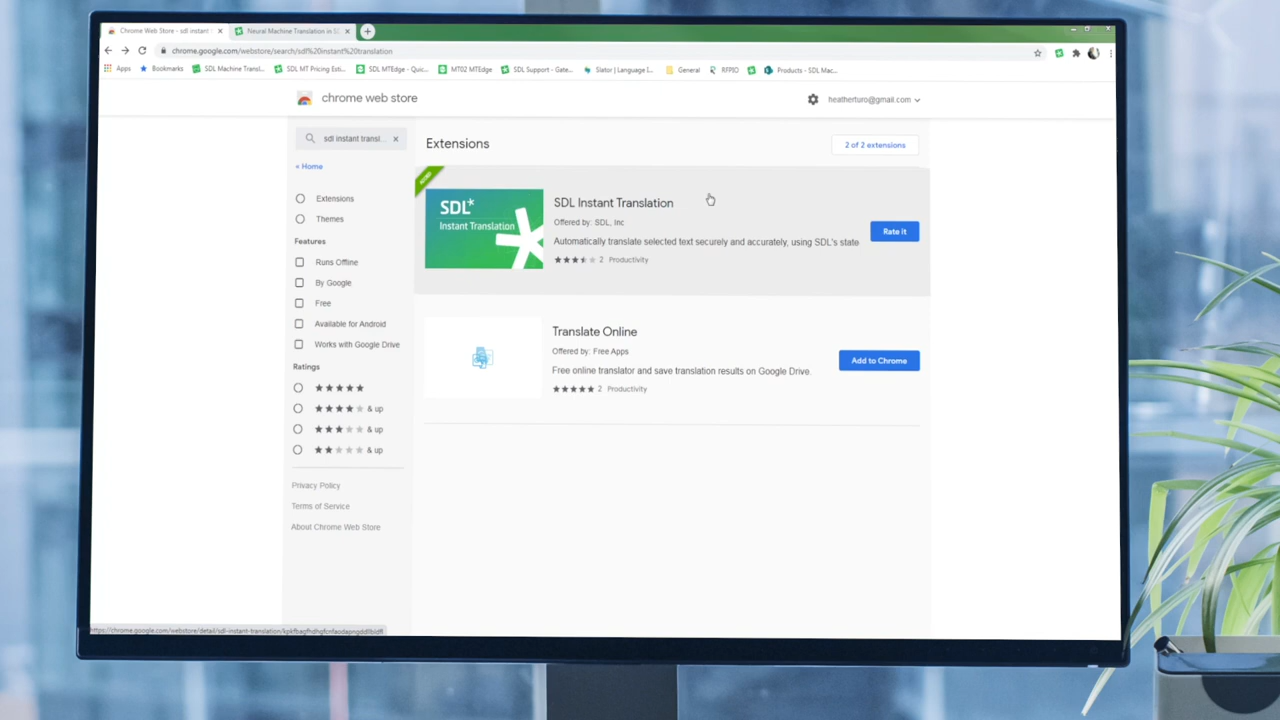 Chrome Web Store - sdl instant
Neural Machine Translation in S
chrome.google.com/webstore/search/sdl%20instant%20translation
Apps Bookmarks SDL Machine Transl... SDL MT Pricing Esti... SDL MTEdge - Quic... MT02 MTEdge SDL Support - Gate... Slator | Language I... General RFPIO Products - SDL Mac...
chrome web store
heatherturo@gmail.com
sdl instant transl...
« Home
Extensions
Themes
Features
Runs Offline
By Google
Free
Available for Android
Works with Google Drive
Ratings
& up
& up
& up
Privacy Policy
Terms of Service
About Chrome Web Store
Extensions
2 of 2 extensions
ADDED
SDL*
Instant Translation
SDL Instant Translation
Offered by: SDL, Inc
Automatically translate selected text securely and accurately, using SDL's state
2 Productivity
Rate it
Translate Online
Offered by: Free Apps
Free online translator and save translation results on Google Drive.
2 Productivity
Add to Chrome